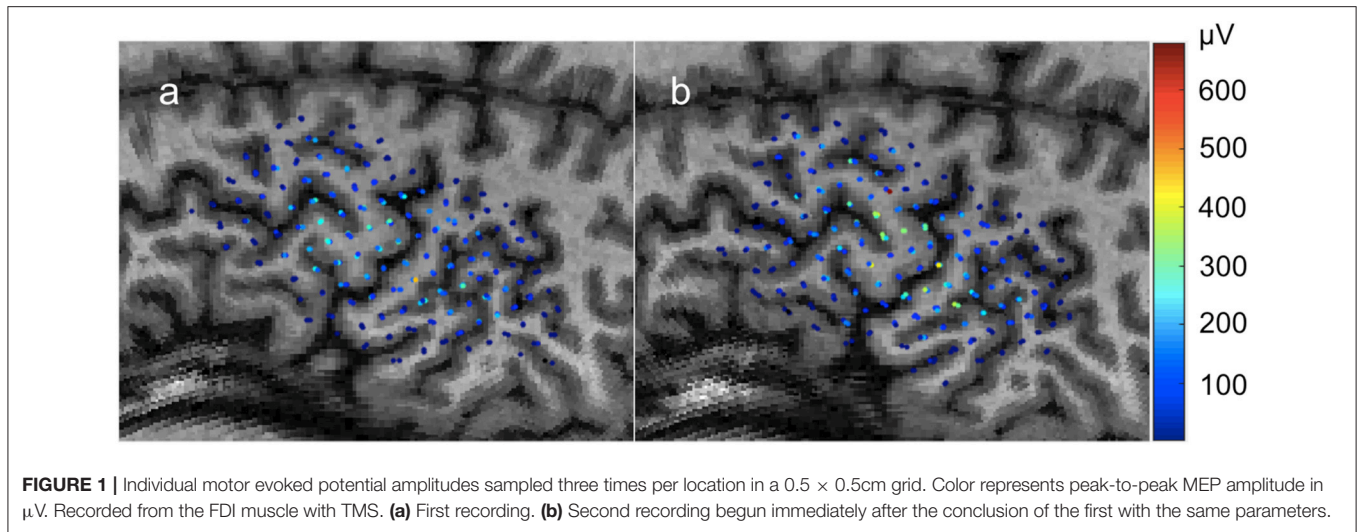 a
b
μV
600
500
400
300
200
100
FIGURE 1 | Individual motor evoked potential amplitudes sampled three times per location in a 0.5 × 0.5cm grid. Color represents peak-to-peak MEP amplitude in
μV. Recorded from the FDI muscle with TMS. (a) First recording. (b) Second recording begun immediately after the conclusion of the first with the same parameters.